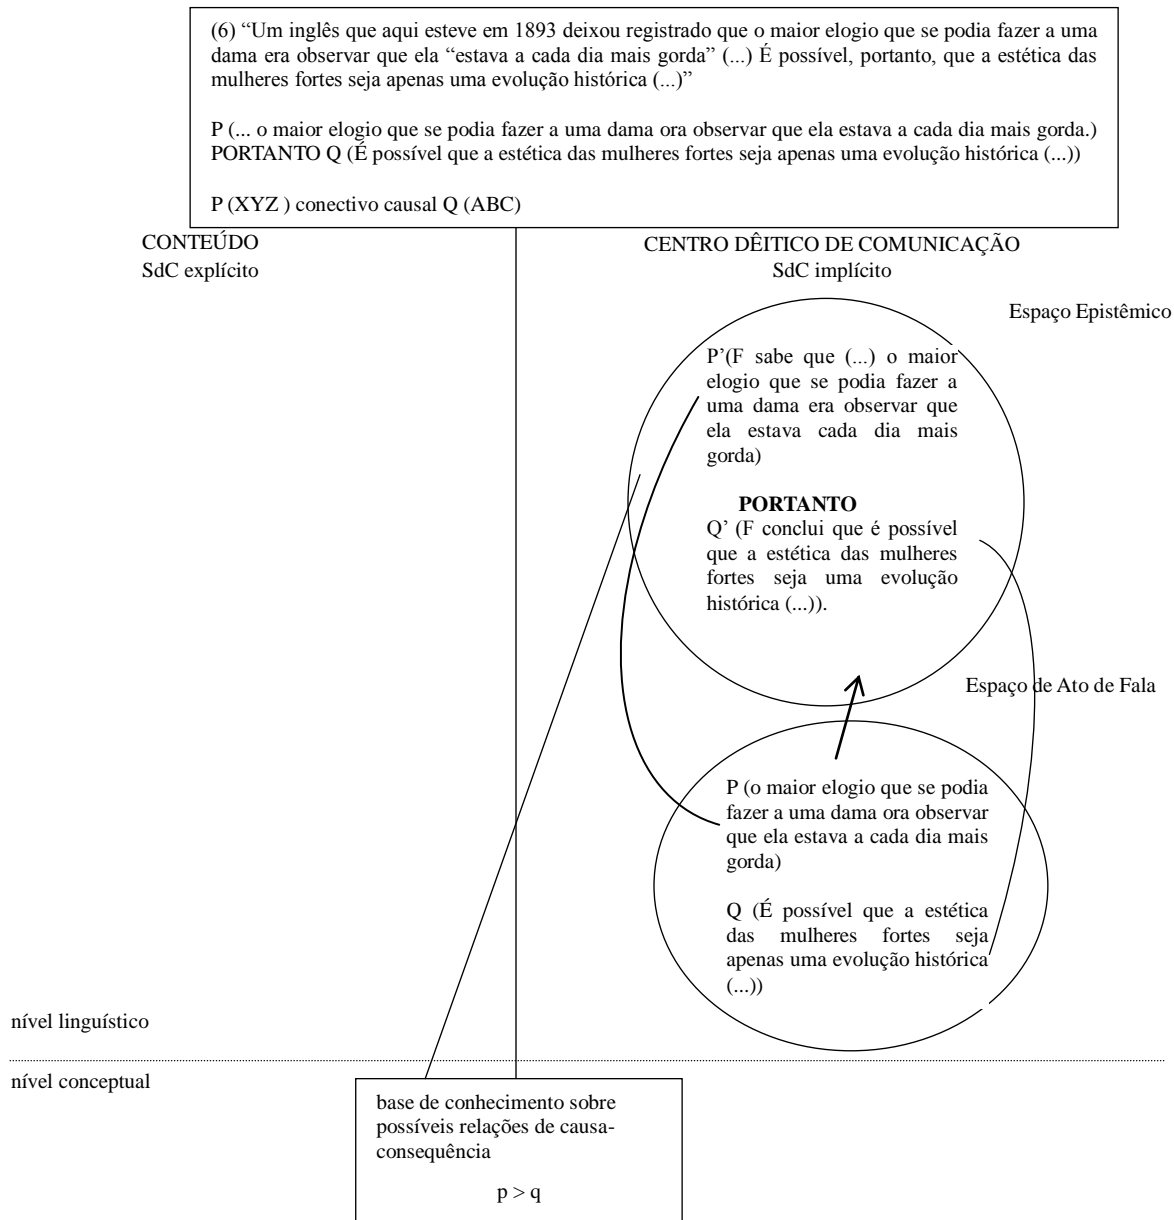 (6) “Um inglês que aqui esteve em 1893 deixou registrado que o maior elogio que se podia fazer a uma
dama era observar que ela “estava a cada dia mais gorda” (...) É possível, portanto, que a estética das
mulheres fortes seja apenas uma evolução histórica (...)”
P (... o maior elogio que se podia fazer a uma dama ora observar que ela estava a cada dia mais gorda.)
PORTANTO Q (É possível que a estética das mulheres fortes seja apenas uma evolução histórica (...))
P (XYZ ) conectivo causal Q (ABC)
CONTEÚDO
SdC explícito
CENTRO DÊITICO DE COMUNICAÇÃO
SdC implícito
Espaço Epistêmico
P’(F sabe que (...) o maior
elogio que se podia fazer a
uma dama era observar que
ela estava cada dia mais
gorda)
PORTANTO
Q’ (F conclui que é possível
que a estética das mulheres
fortes seja uma evolução
histórica (...)).
Espaço de Ato de Fala
P (o maior elogio que se podia
fazer a uma dama ora observar
que ela estava a cada dia mais
gorda)
Q (É possível que a estética
das mulheres fortes seja
apenas uma evolução histórica
(...))
nível linguístico
nível conceptual
base de conhecimento sobre
possíveis relações de causa-
consequência
p > q